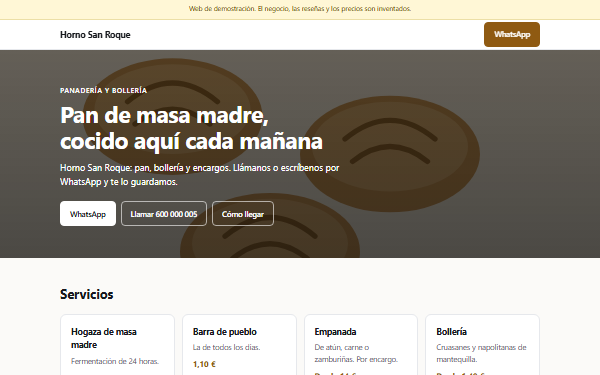 Web de demostración. El negocio, las reseñas y los precios son inventados.
Horno San Roque
WhatsApp
PANADERÍA Y BOLLERÍA
Pan de masa madre,
cocido aquí cada mañana
Horno San Roque: pan, bollería y encargos. Llámanos o escríbenos por
WhatsApp y te lo guardamos.
WhatsApp
Llamar 600 000 005
Cómo llegar
Servicios
Hogaza de masa
madre
Fermentación de 24 horas.
Barra de pueblo
La de todos los días.
1,10 €
Empanada
De atún, carne o
zamburiñas. Por encargo.
Bollería
Cruasanes y napolitanas de
mantequilla.